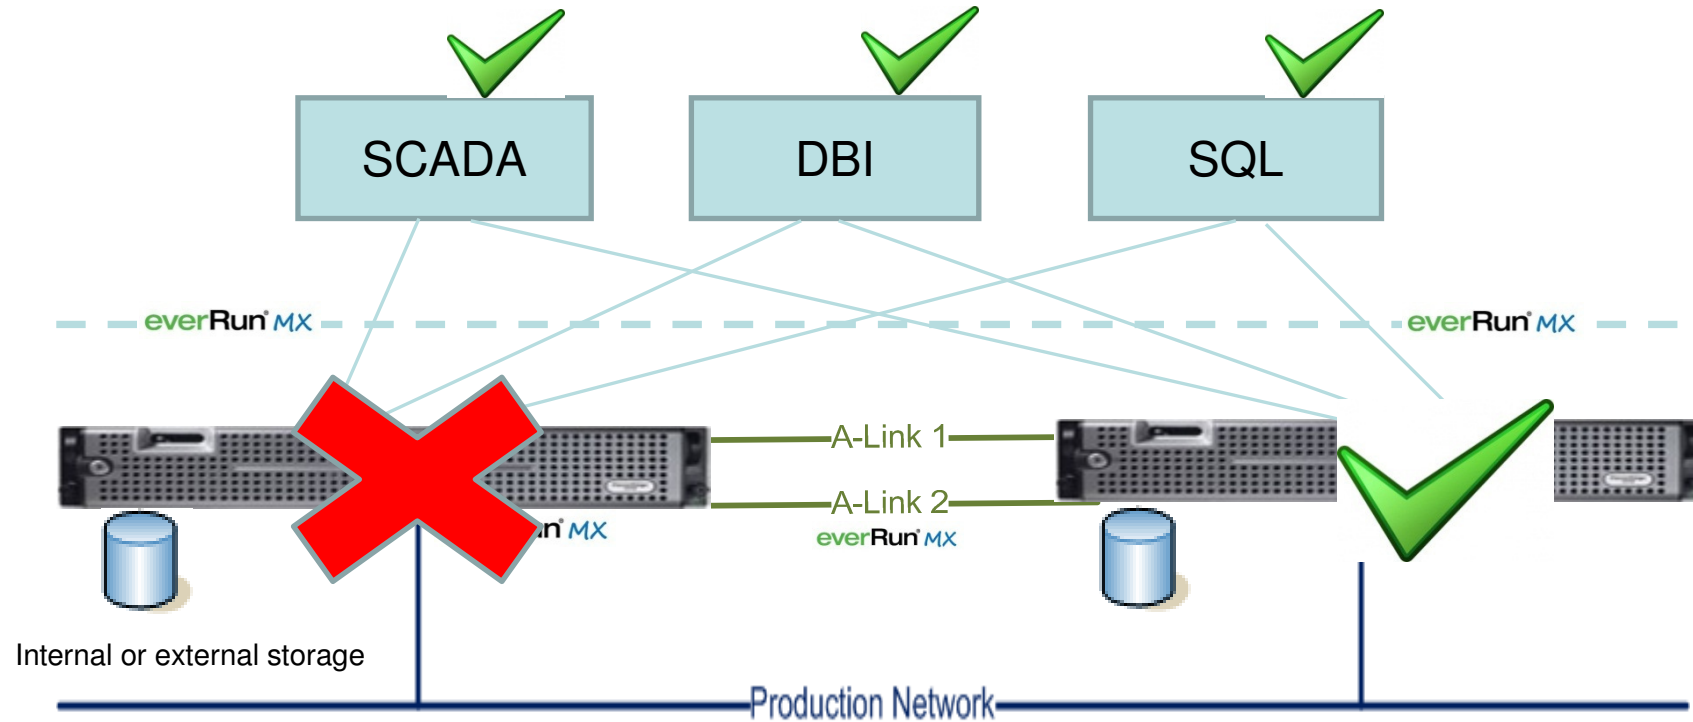 SCADA
DBI
SQL
everRun MX
everRun MX
A-Link 1
A-Link 2
n MX
everRun MX
Internal or external storage
Production Network